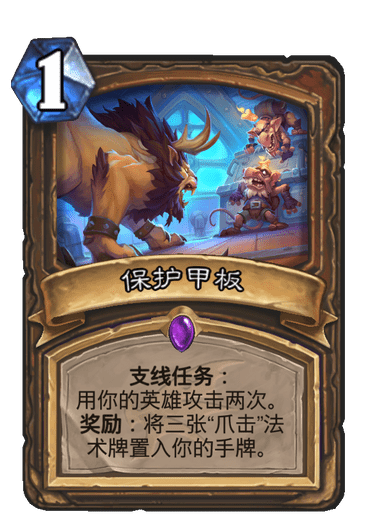 1
保护甲板
支线任务：
用你的英雄攻击两次。
奖励：将三张“爪击”法
术牌置入你的手牌。